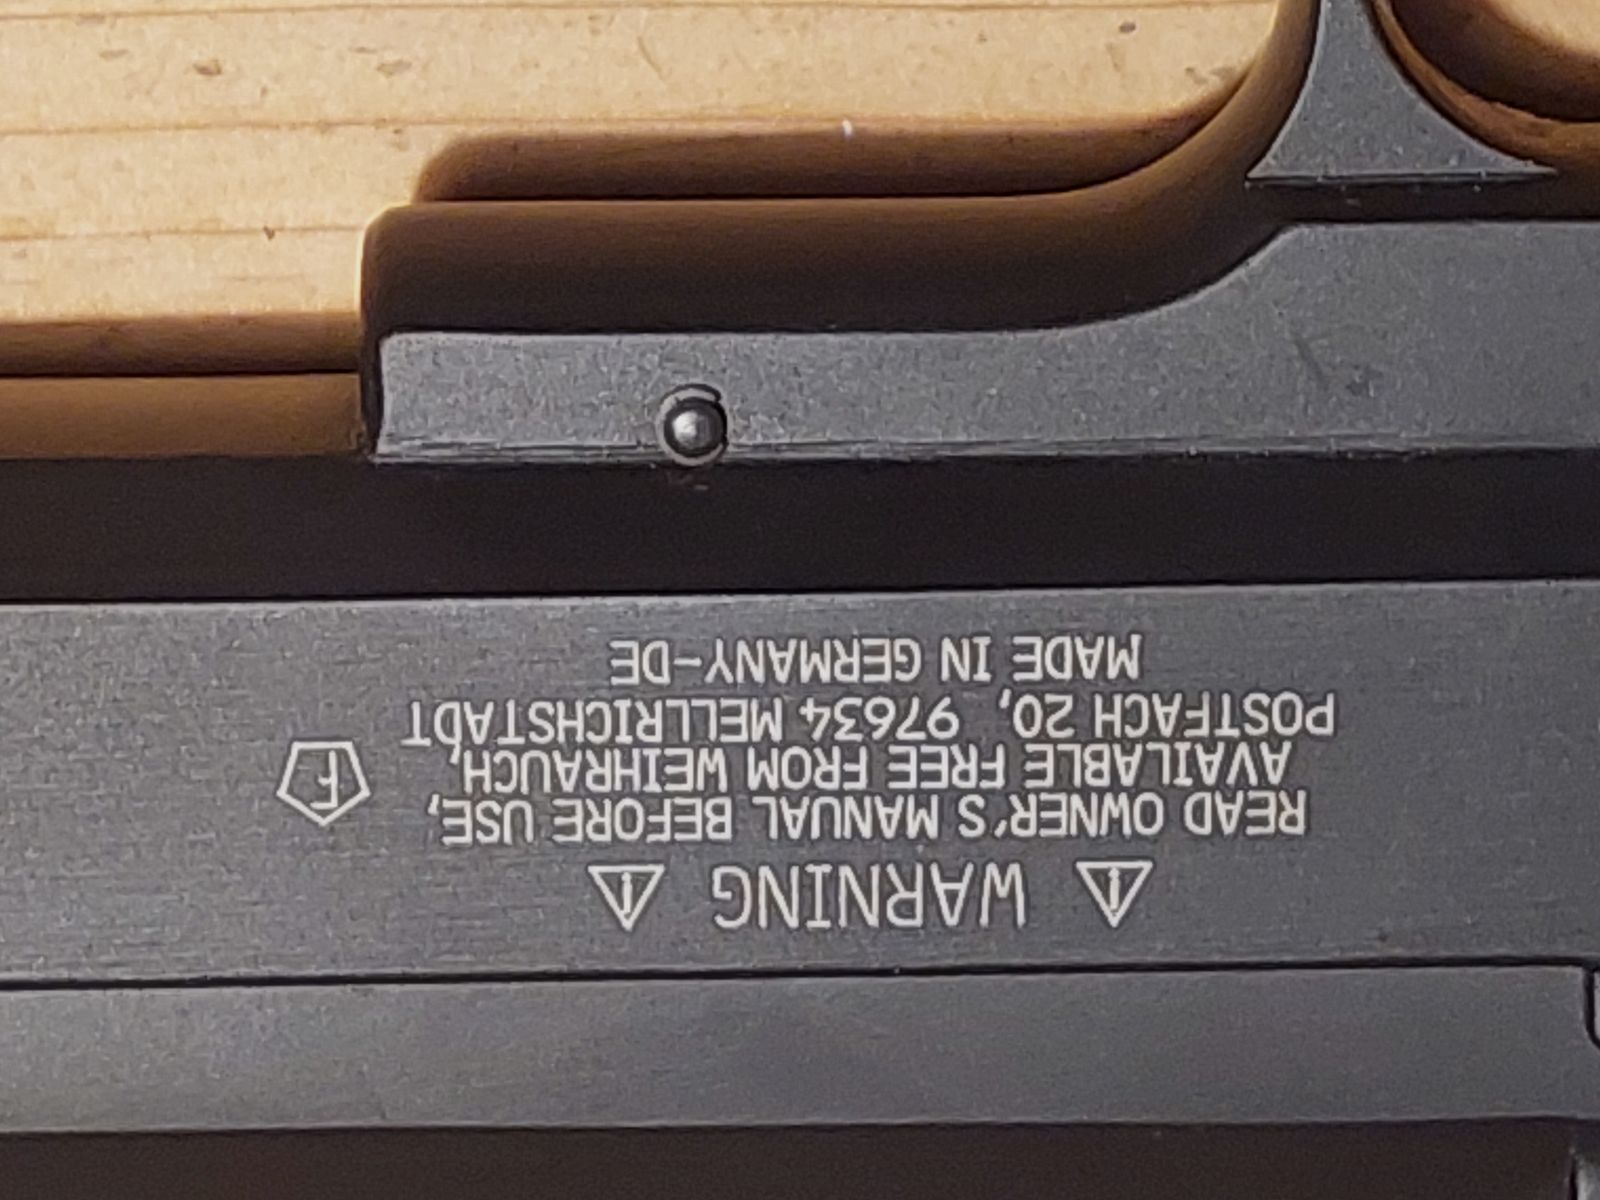 WARNING
READ OWNER'S MANUAL BEFORE USE,
AVAILABLE FREE FROM WEIHRAUCH,
POSTFACH 20, 97634 MELLRICHSTADT
MADE IN GERMANY-DE
F